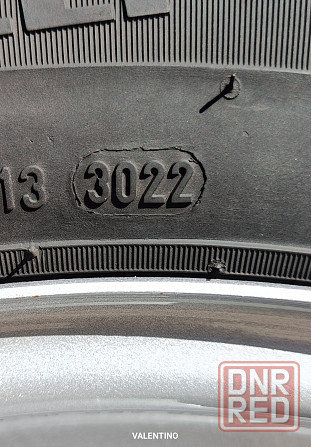 13 3022
DNR
RED
VALENTINO